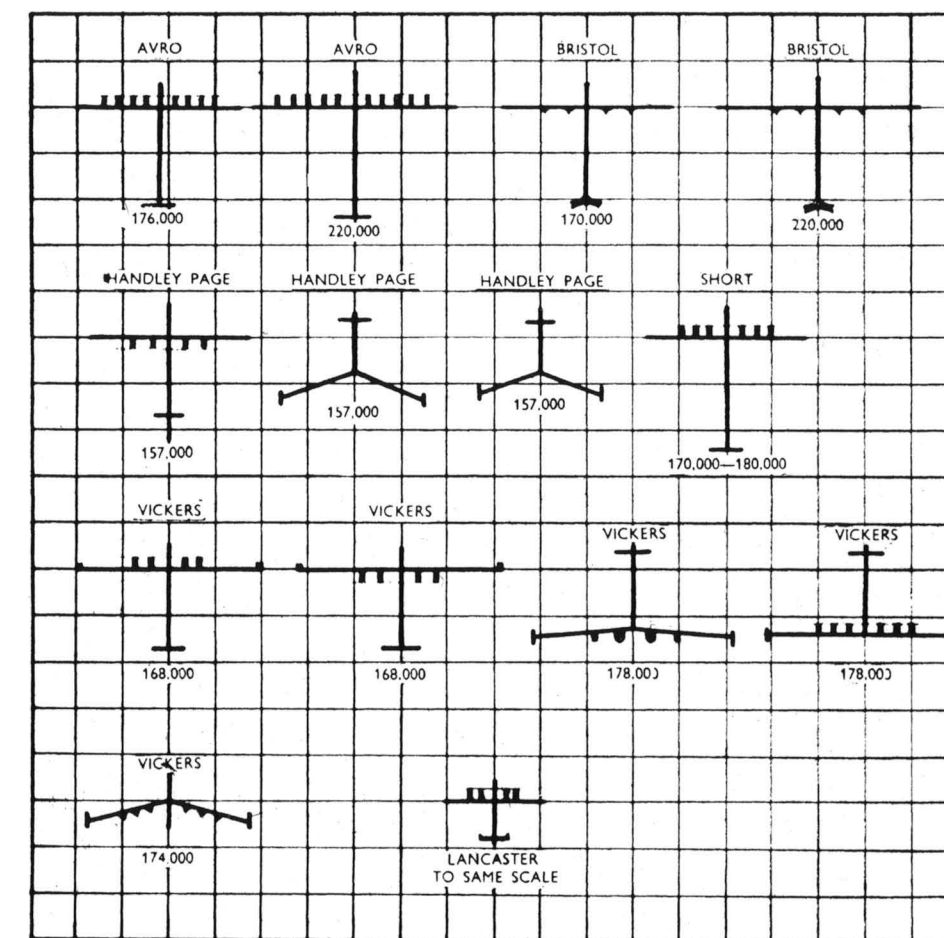 AVRO
AVRO
BRISTOL
BRISTOL
176,000
220,000
170,000
220,000
HANDLEY PAGE
HANDLEY PAGE
HANDLEY PAGE
SHORT
157,000
157,000
157,000
170,000—180,000
VICKERS
VICKERS
VICKERS
VICKERS
168,000
168,000
178,000
178,000
VICKERS
174,000
LANCASTER
TO SAME SCALE